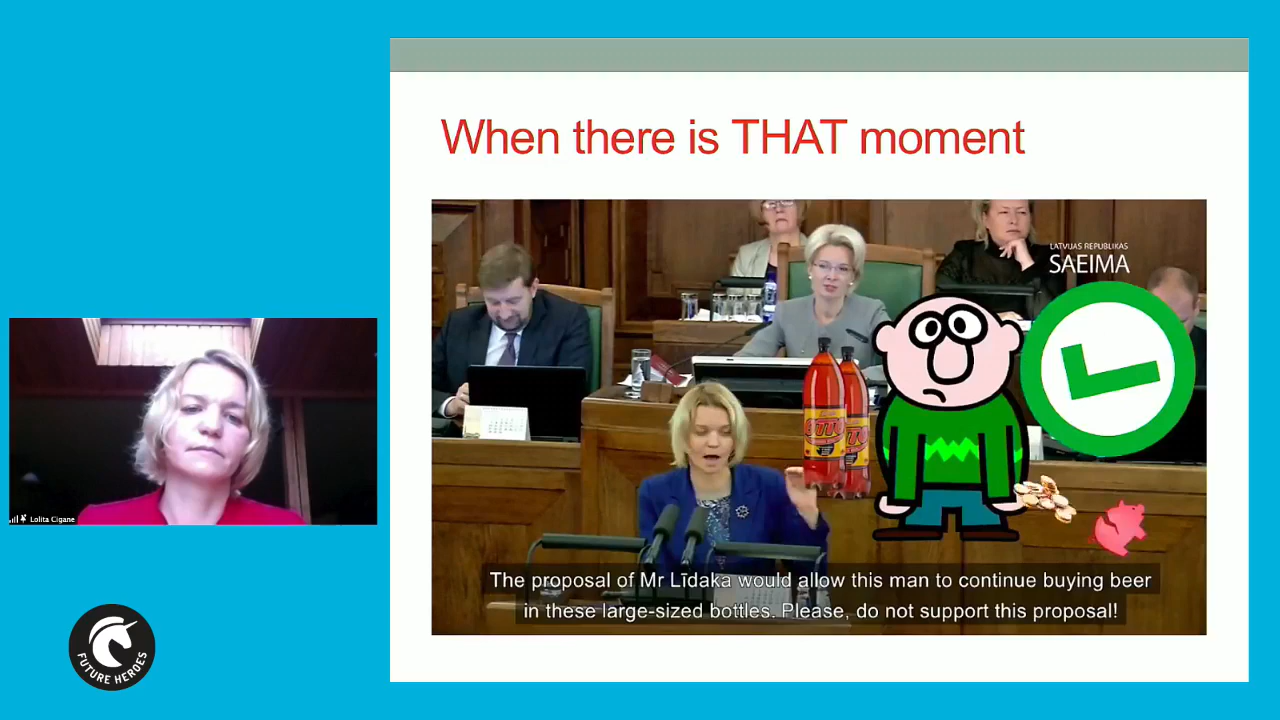 When there is THAT moment
LATVIJAS REPUBLIKAS
SAEIMA
The proposal of Mr Līdaka would allow this man to continue buying beer
in these large-sized bottles. Please, do not support this proposal!
Lolita Cigane
FUTURE HEROES